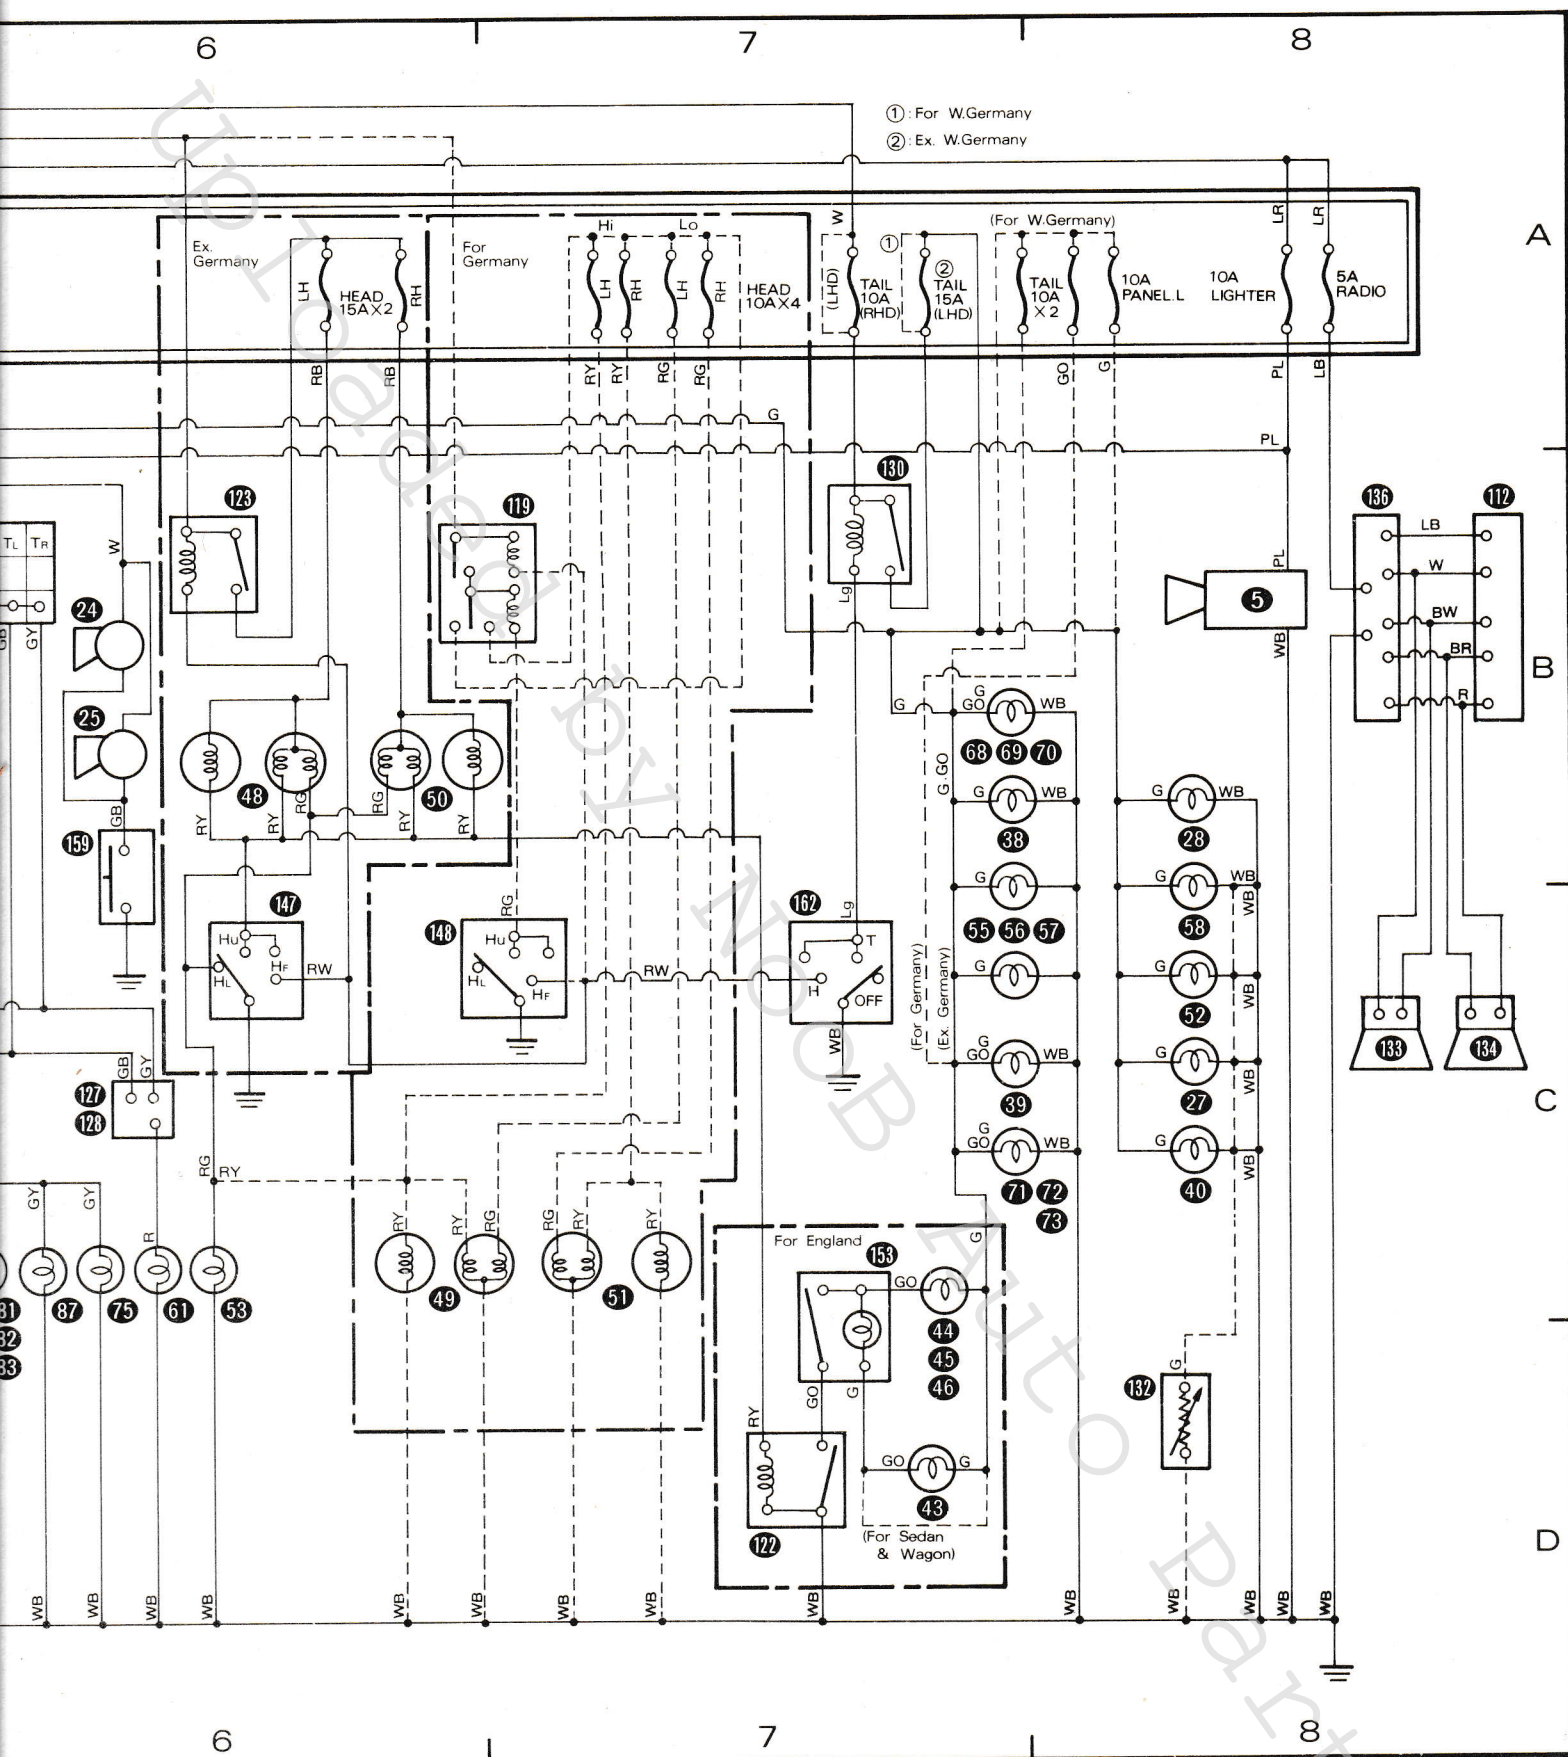 6 7 8
① : For W.Germany
② : Ex. W.Germany
A
Ex.
Germany
For
Germany
Hi Lo
W
(For W.Germany)
LR LR
LH
HEAD
15A X 2
RH
LH RH LH RH
HEAD
10A X 4
(LHD)
TAIL
10A
(RHD)
①
②
TAIL
15A
(LHD)
TAIL
10A
X 2
10A
PANEL.L
10A
LIGHTER
5A
RADIO
RB RB RY RY RG RG GO G PL LB
G
PL
123 119 130 136 112
TL TR
W
PL
LB
W
BW
BR
R
24
5
Lg
GB GY
WB
B
25
G
G
GO WB
68 69 70
48 50
RY RY RG RG RY RY
G.GO
G WB
38
G WB
28
GB
159
G
55 56 57
G WB
WB
58
147
Hu
HF
HL
RW
148
RG
Hu
HL
HF
RW
162
Lg
T
H
OFF
WB
(For Germany)
(Ex. Germany)
G
G
WB
52
133 134
GB GY
127
128
G
GO WB
39
G
WB
27
C
G
GO WB
71 72
73
G
WB
40
RG RY
GY GY R
RY RY RG RG RY RY
For England
153
G
GO
81 87 75 61 53
82
83
49 51
44
45
46
GO G
RY
G
132
GO G
43
122
(For Sedan
& Wagon)
D
WB WB WB WB WB WB WB WB WB WB WB WB WB WB
6 7 8
Uploaded by NooB Auto Part